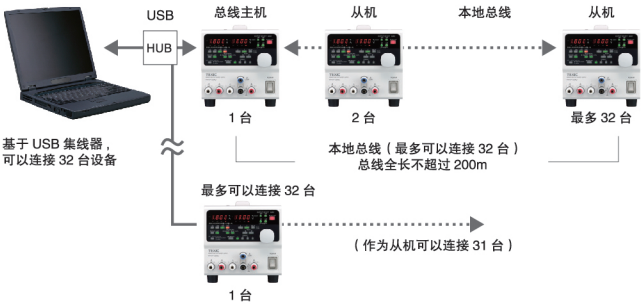 USB
总线主机
从机
本地总线
从机
HUB
1 台
2 台
最多 32 台
基于 USB 集线器，
可以连接 32 台设备
本地总线（最多可以连接 32 台）
总线全长不超过 200m
最多可以连接 32 台
（作为从机可以连接 31 台）
1 台